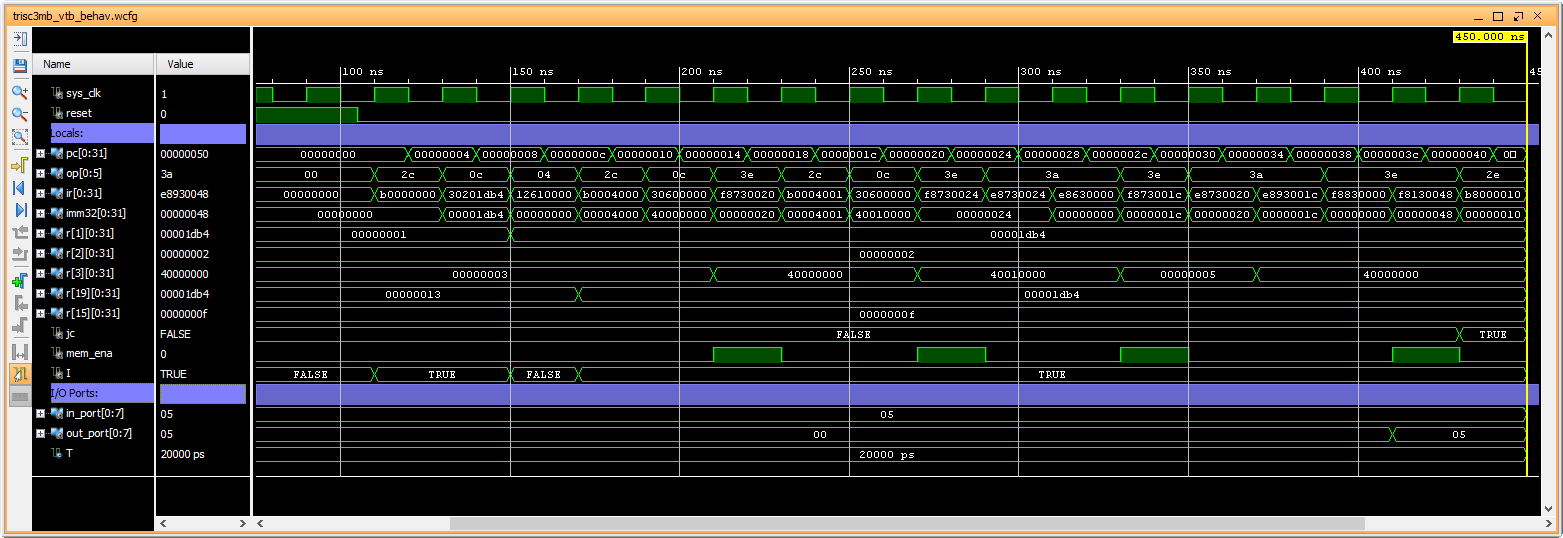 trisc3mb_vtb_behav.wcfg
450.000 ns
Name Value
100 ns 150 ns 200 ns 250 ns 300 ns 350 ns 400 ns 45
sys_clk 1
reset 0
Locals:
pc[0:31] 00000050 00000000 00000004 00000008 0000000c 00000010 00000014 00000018 0000001c 00000020 00000024 00000028 0000002c 00000030 00000034 00000038 0000003c 00000040
op[0:5] 3a 00 2c 0c 04 2c 0c 3e 2c 0c 3e 3a 3e 3a 3e 2e
ir[0:31] e8930048 00000000 b0000000 30201db4 12610000 b0004000 30600000 f8730020 b0004001 30600000 f8730024 e8730024 e8630000 f873001c e8730020 e893001c f8830000 f8130048 b8000010
imm32[0:31] 00000048 00000000 00001db4 00000000 00004000 40000000 00000020 00004001 40010000 00000024 00000000 0000001c 00000020 0000001c 00000000 00000048 00000010
r[1][0:31] 00001db4 00000001 00001db4
r[2][0:31] 00000002 00000002
r[3][0:31] 40000000 00000003 40000000 40010000 00000005 40000000
r[19][0:31] 00001db4 00000013 00001db4
r[15][0:31] 0000000f 0000000f
jc FALSE FALSE TRUE
mem_ena 0
I TRUE FALSE TRUE FALSE TRUE
I/O Ports:
in_port[0:7] 05 05
out_port[0:7] 05 00 05
T 20000 ps 20000 ps